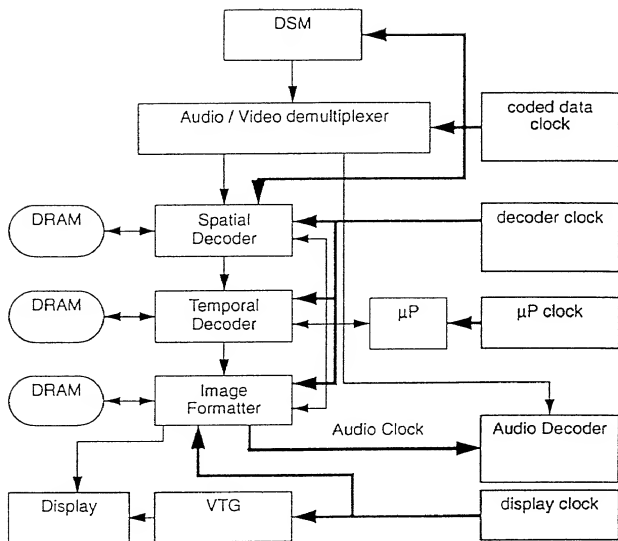 DSM
Audio / Video demultiplexer
coded data
clock
DRAM
Spatial
Decoder
decoder clock
DRAM
Temporal
Decoder
µP
µP clock
DRAM
Image
Formatter
Audio Clock
Audio Decoder
Display
VTG
display clock